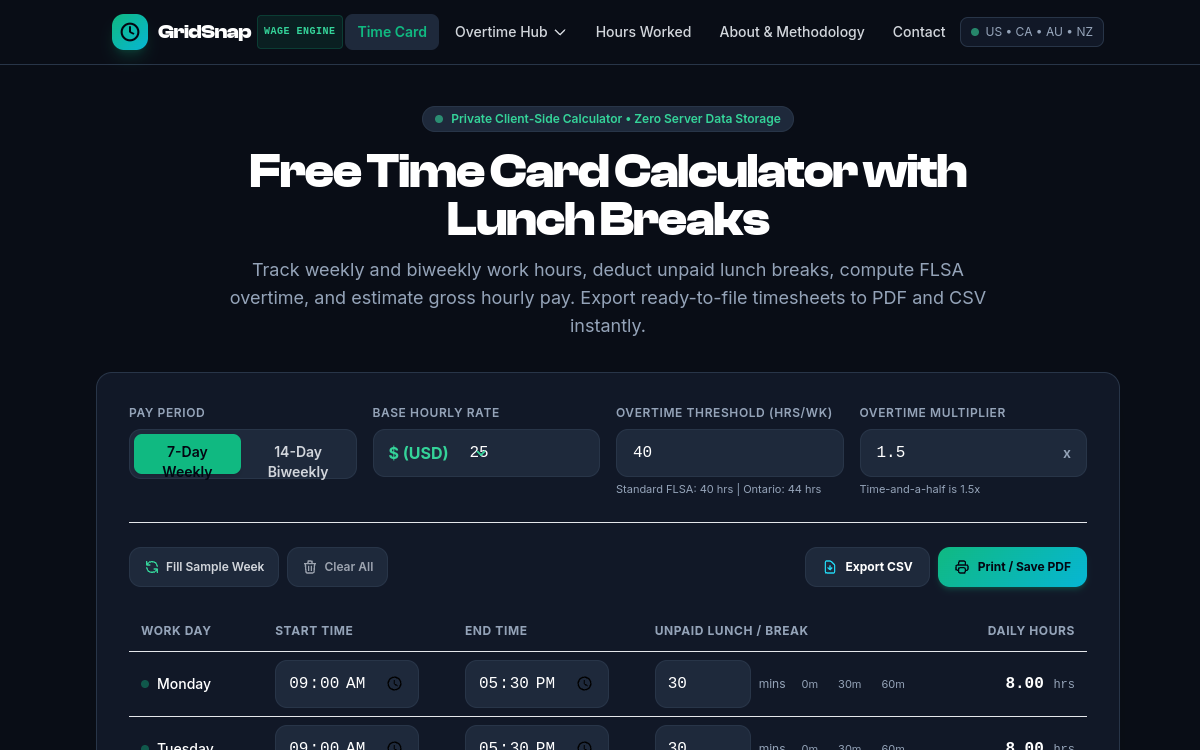 GridSnap WAGE ENGINE Time Card Overtime Hub Hours Worked About & Methodology Contact US • CA • AU • NZ
Private Client-Side Calculator • Zero Server Data Storage
Free Time Card Calculator with
Lunch Breaks
Track weekly and biweekly work hours, deduct unpaid lunch breaks, compute FLSA
overtime, and estimate gross hourly pay. Export ready-to-file timesheets to PDF and CSV
instantly.
PAY PERIOD BASE HOURLY RATE OVERTIME THRESHOLD (HRS/WK) OVERTIME MULTIPLIER
7-Day
Weekly
14-Day
Biweekly
$ (USD) 25 40 1.5 x
Standard FLSA: 40 hrs | Ontario: 44 hrs Time-and-a-half is 1.5x
Fill Sample Week Clear All Export CSV Print / Save PDF
WORK DAY START TIME END TIME UNPAID LUNCH / BREAK DAILY HOURS
Monday 09:00 AM 05:30 PM 30 mins 0m 30m 60m 8.00 hrs
Tuesday 09:00 AM 05:30 PM 30 mins 0m 30m 60m 8.00 hrs